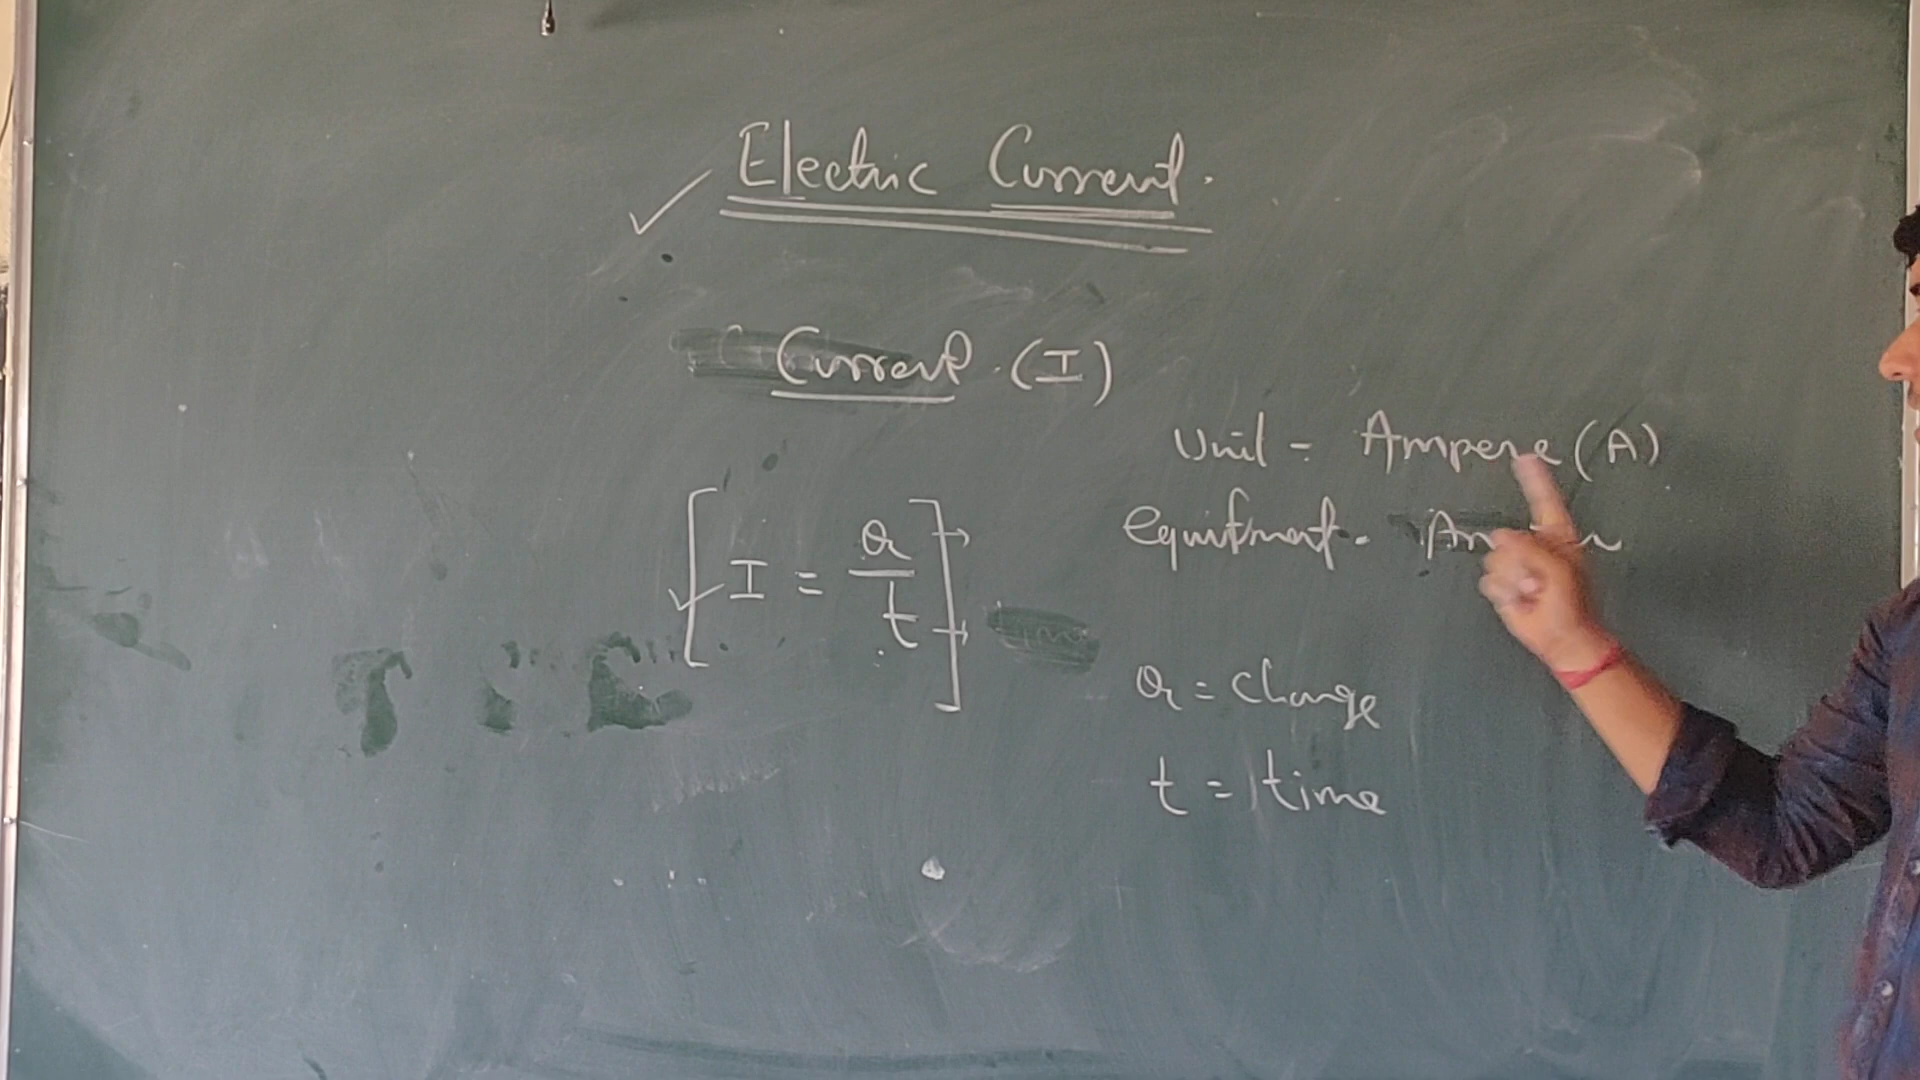 Electric Current.
Current. (I)
Unit = Ampere (A)
Equipment.
I = Q/t
Q = Charge
t = time